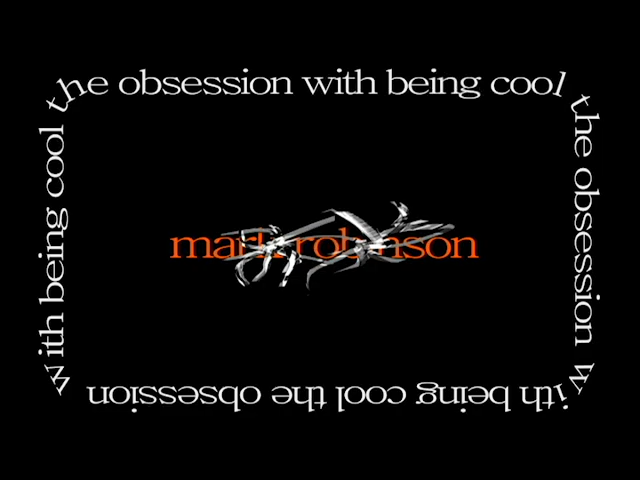 the obsession with being cool
the obsession
with being cool the obsession
with being cool
mark robinson